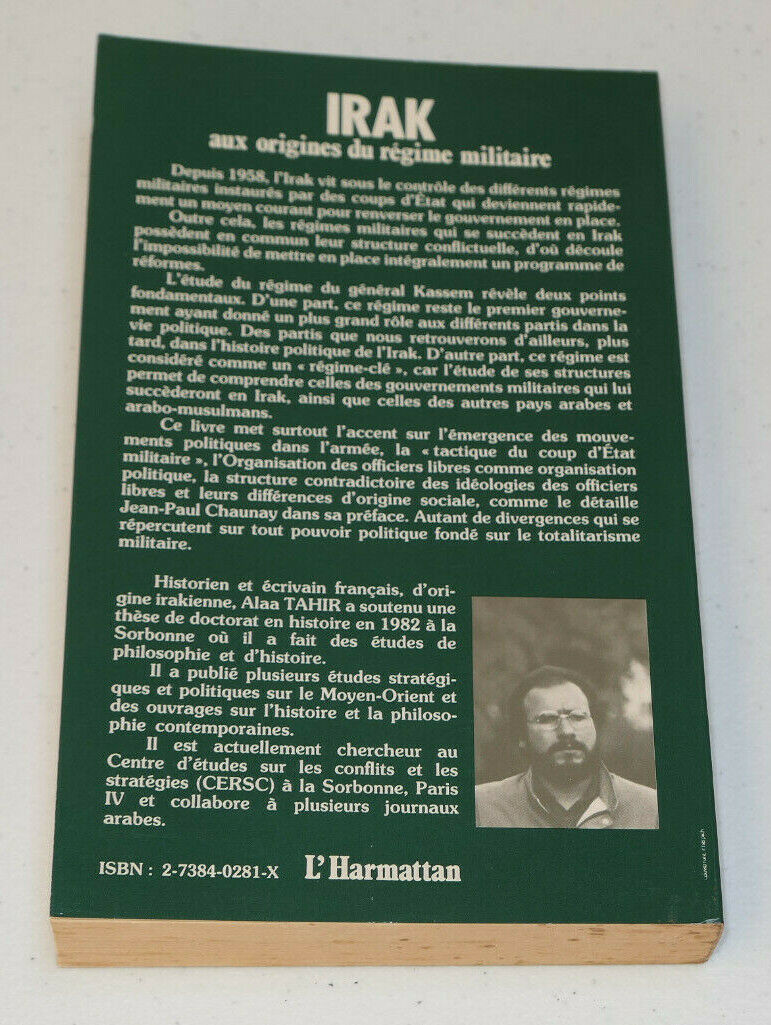 IRAK
aux origines du régime militaire
Depuis 1958, l'Irak vit sous le contrôle des différents régimes
militaires instaurés par des coups d'État qui deviennent rapide-
ment un moyen courant pour renverser le gouvernement en place.
Outre cela, les régimes militaires qui se succèdent en Irak
possèdent en commun leur structure conflictuelle, d'où découle
l'impossibilité de mettre en place intégralement un programme de
réformes.
L'étude du régime du général Kassem révèle deux points
fondamentaux. D'une part, ce régime reste le premier gouverne-
ment ayant donné un plus grand rôle aux différents partis dans la
vie politique. Des partis que nous retrouverons d'ailleurs, plus
tard, dans l'histoire politique de l'Irak. D'autre part, ce régime est
considéré comme un « régime-clé », car l'étude de ses structures
permet de comprendre celles des gouvernements militaires qui lui
succèderont en Irak, ainsi que celles des autres pays arabes et
arabo-musulmans.
Ce livre met surtout l'accent sur l'émergence des mouve-
ments politiques dans l'armée, la « tactique du coup d'État
militaire », l'Organisation des officiers libres comme organisation
politique, la structure contradictoire des idéologies des officiers
libres et leurs différences d'origine sociale, comme le détaille
Jean-Paul Chaunay dans sa préface. Autant de divergences qui se
répercutent sur tout pouvoir politique fondé sur le totalitarisme
militaire.
Historien et écrivain français, d'ori-
gine irakienne, Alaa TAHIR a soutenu une
thèse de doctorat en histoire en 1982 à la
Sorbonne où il a fait des études de
philosophie et d'histoire.
Il a publié plusieurs études stratégi-
ques et politiques sur le Moyen-Orient et
des ouvrages sur l'histoire et la philoso-
phie contemporaines.
Il est actuellement chercheur au
Centre d'études sur les conflits et les
stratégies (CERSC) à la Sorbonne, Paris
IV et collabore à plusieurs journaux
arabes.
ISBN : 2-7384-0281-X L'Harmattan